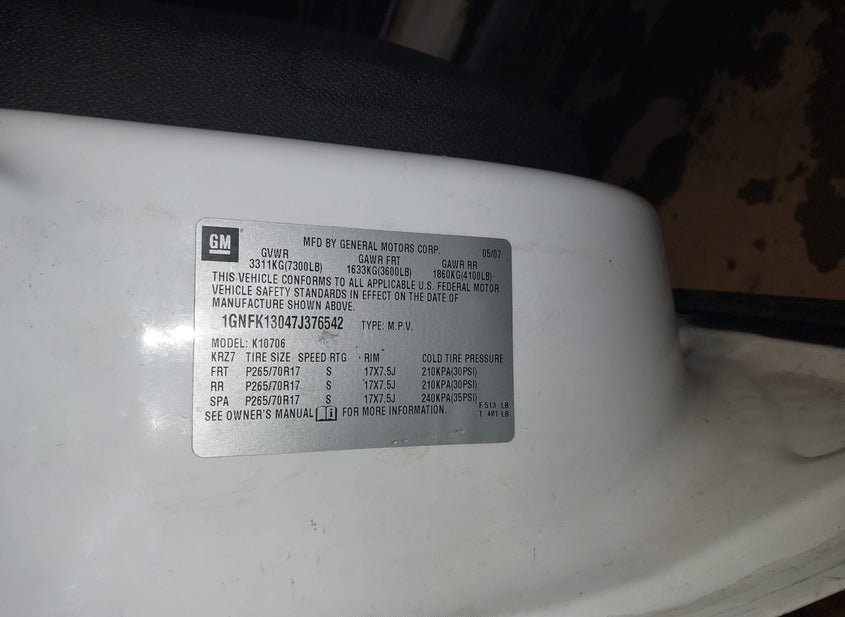 GM
MFD BY GENERAL MOTORS CORP. 05/07
GVWR GAWR FRT GAWR RR
3311KG(7300LB) 1633KG(3600LB) 1860KG(4100LB)
THIS VEHICLE CONFORMS TO ALL APPLICABLE U.S. FEDERAL MOTOR
VEHICLE SAFETY STANDARDS IN EFFECT ON THE DATE OF
MANUFACTURE SHOWN ABOVE.
1GNFK13047J376542 TYPE: M.P.V.
MODEL: K10706
KRZ7 TIRE SIZE SPEED RTG RIM COLD TIRE PRESSURE
FRT P265/70R17 S 17X7.5J 210KPA(30PSI)
RR P265/70R17 S 17X7.5J 210KPA(30PSI)
SPA P265/70R17 S 17X7.5J 240KPA(35PSI)
SEE OWNER'S MANUAL FOR MORE INFORMATION.
F 513 LB
T 481 LB